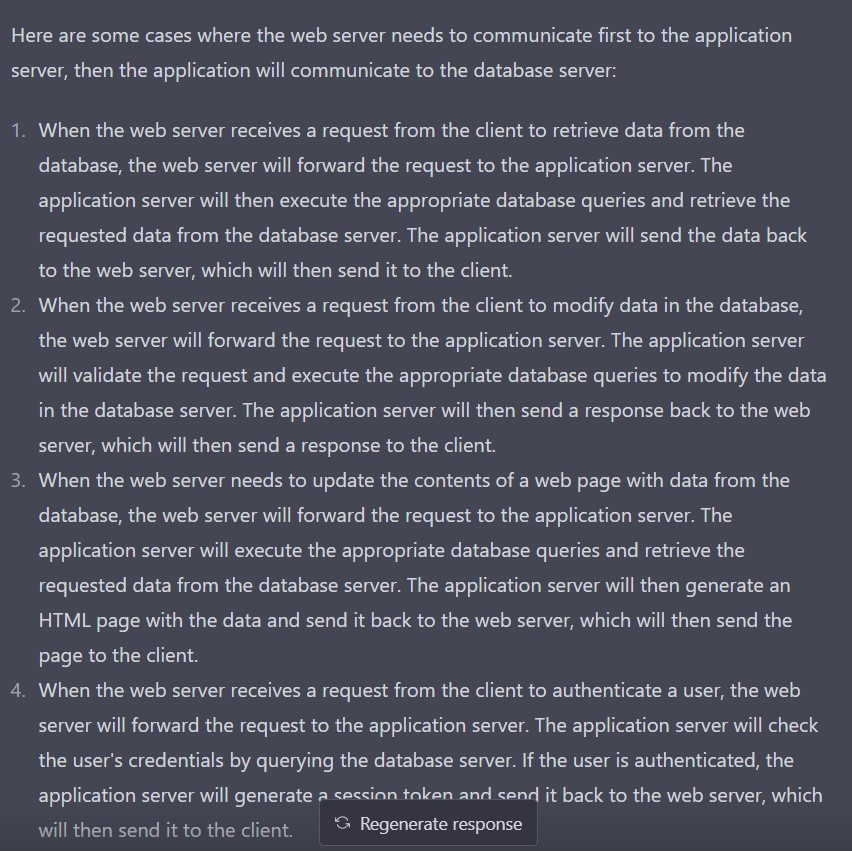 Here are some cases where the web server needs to communicate first to the application
server, then the application will communicate to the database server:
1. When the web server receives a request from the client to retrieve data from the
database, the web server will forward the request to the application server. The
application server will then execute the appropriate database queries and retrieve the
requested data from the database server. The application server will send the data back
to the web server, which will then send it to the client.
2. When the web server receives a request from the client to modify data in the database,
the web server will forward the request to the application server. The application server
will validate the request and execute the appropriate database queries to modify the data
in the database server. The application server will then send a response back to the web
server, which will then send a response to the client.
3. When the web server needs to update the contents of a web page with data from the
database, the web server will forward the request to the application server. The
application server will execute the appropriate database queries and retrieve the
requested data from the database server. The application server will then generate an
HTML page with the data and send it back to the web server, which will then send the
page to the client.
4. When the web server receives a request from the client to authenticate a user, the web
server will forward the request to the application server. The application server will check
the user's credentials by querying the database server. If the user is authenticated, the
application server will generate a session token and send it back to the web server, which
will then send it to the client.
Regenerate response